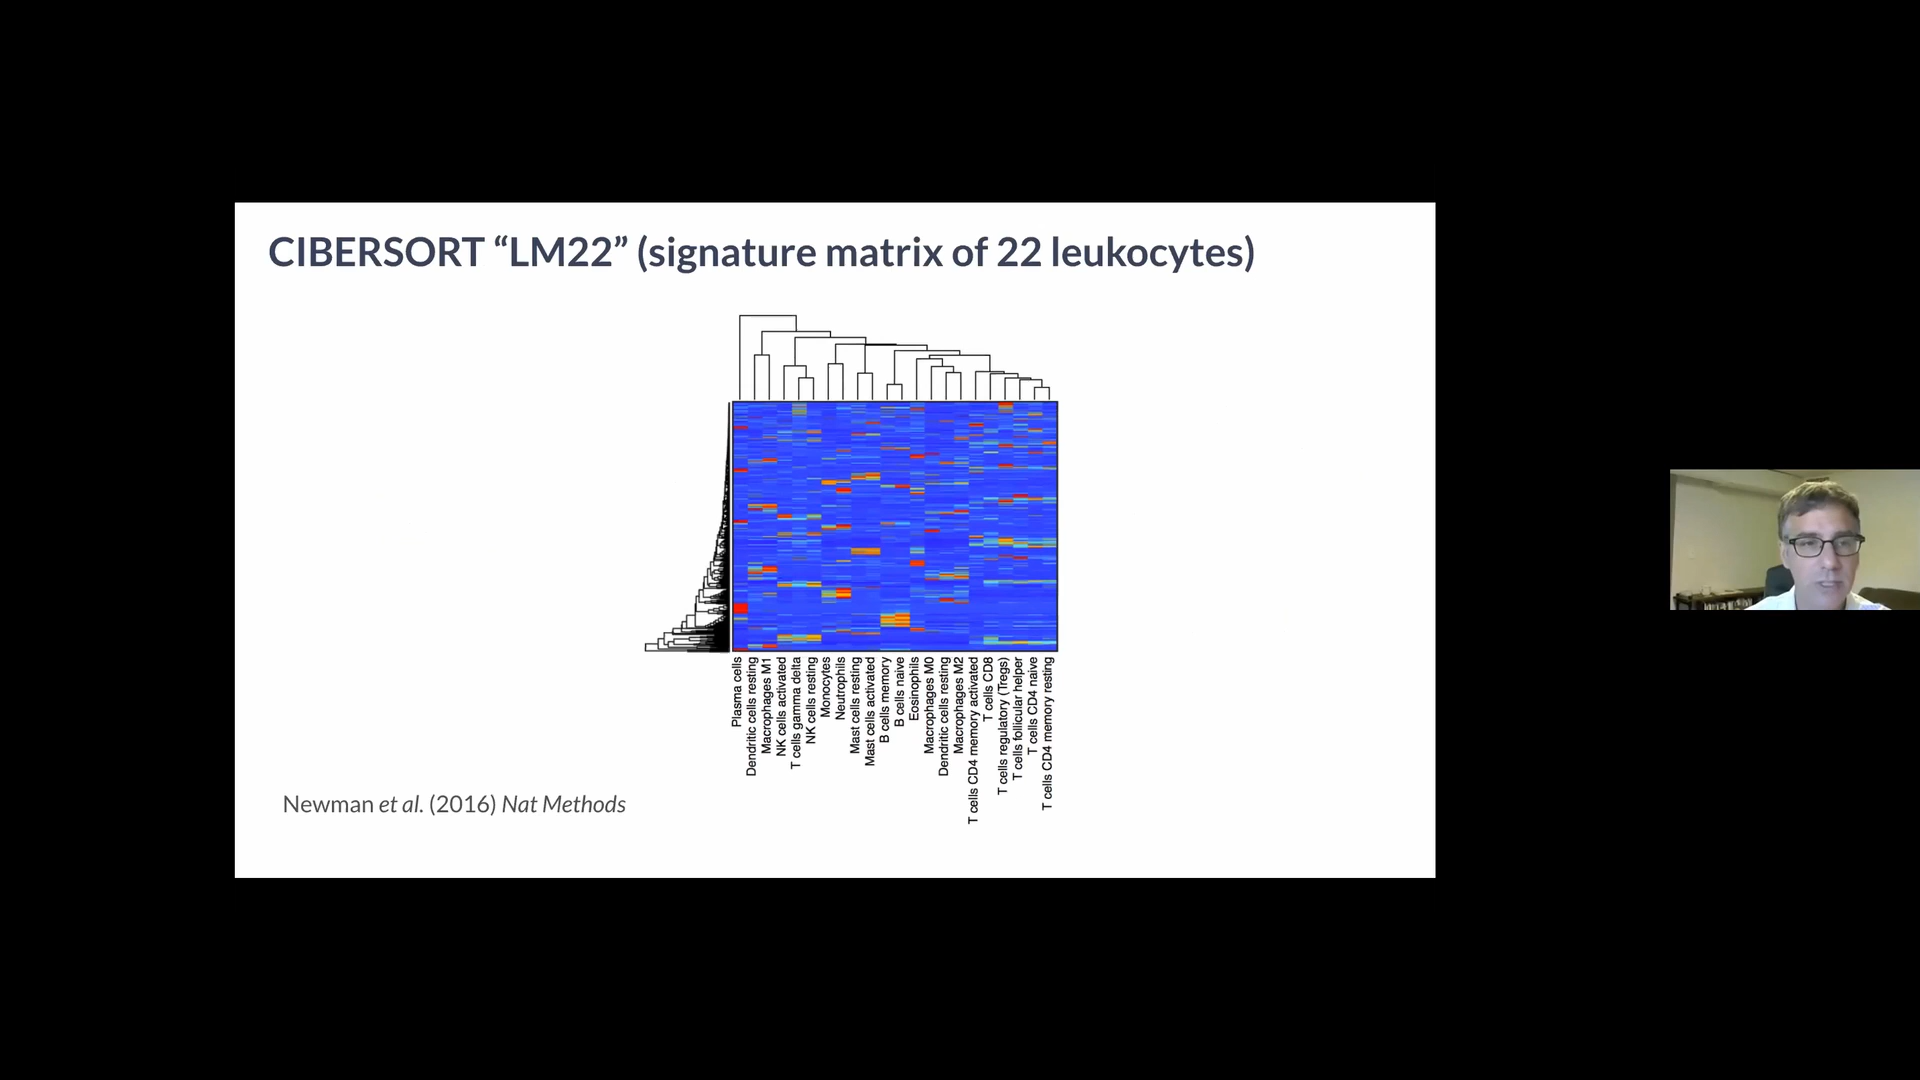 CIBERSORT “LM22” (signature matrix of 22 leukocytes)
Plasma cells
Dendritic cells resting
Macrophages M1
NK cells activated
T cells gamma delta
NK cells resting
Monocytes
Neutrophils
Mast cells resting
Mast cells activated
B cells memory
B cells naive
Eosinophils
Macrophages M0
Dendritic cells resting
Macrophages M2
T cells CD4 memory activated
T cells CD8
T cells regulatory (Tregs)
T cells follicular helper
T cells CD4 naive
T cells CD4 memory resting
Newman et al. (2016) Nat Methods